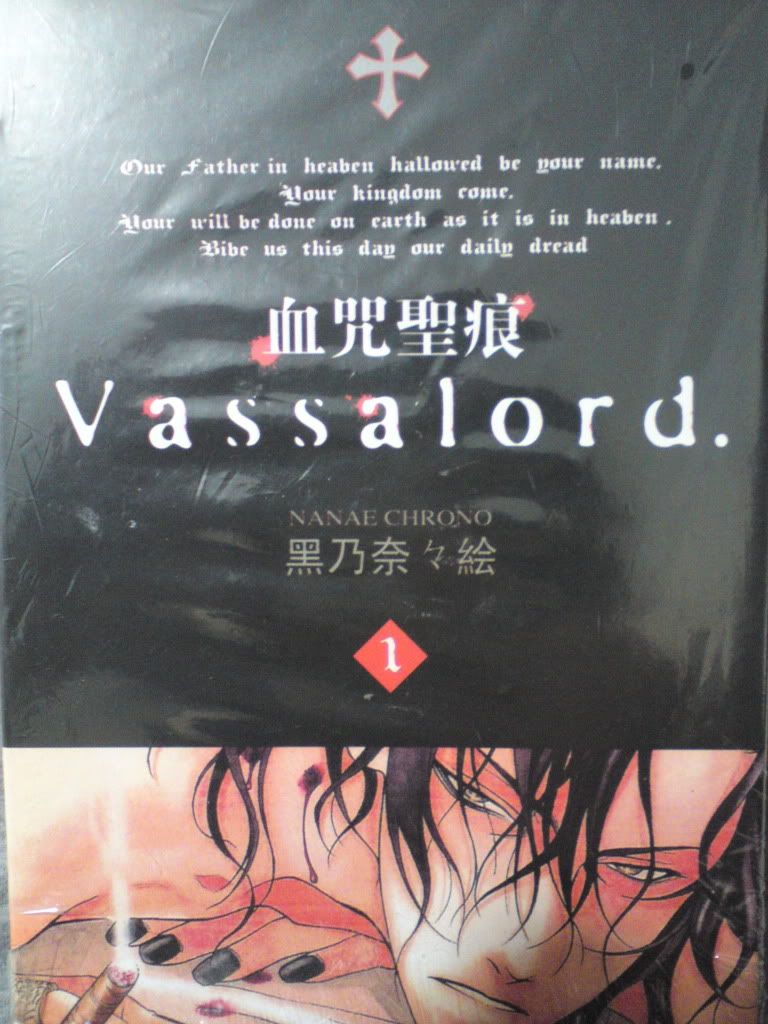 Our Father in heaben hallowed be your name.
Your kingdom come.
Your will be done on earth as it is in heaben.
Bibe us this day our daily dread
血咒聖痕
Vassalord.
NANAE CHRONO
黑乃奈々絵
1